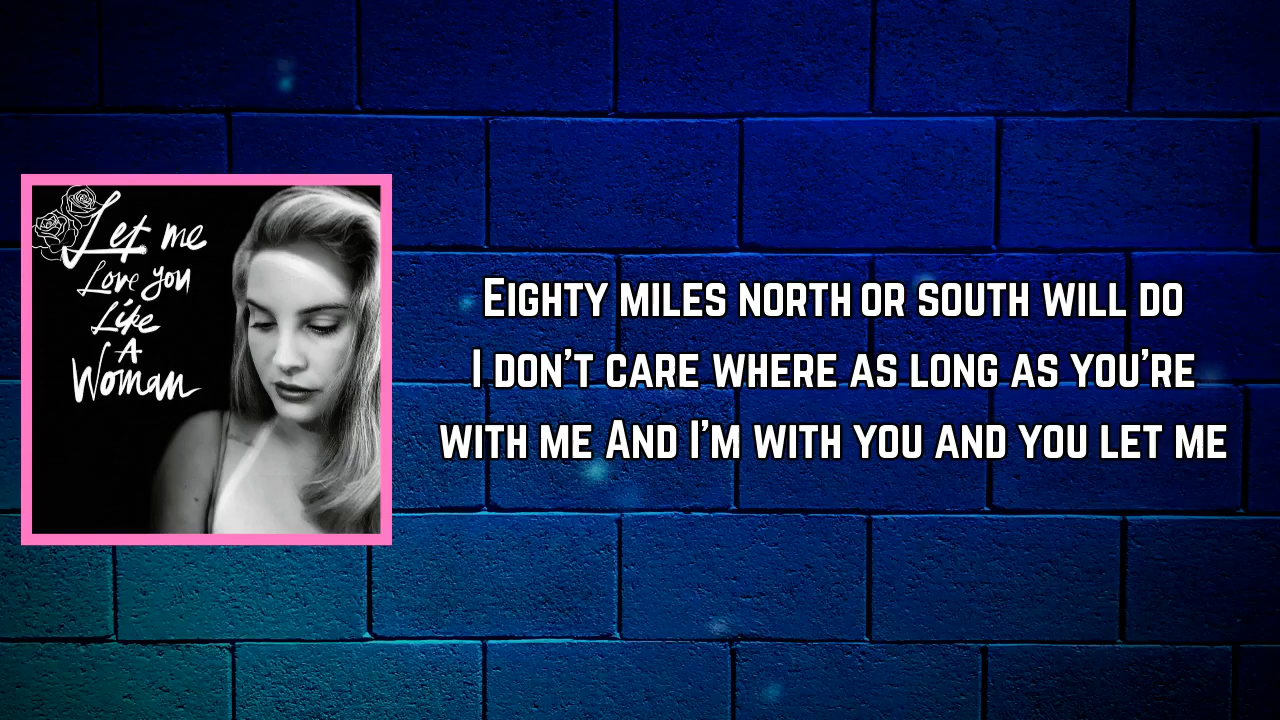 Let me
Love you
Like
A
Woman
EIGHTY MILES NORTH OR SOUTH WILL DO
I DON'T CARE WHERE AS LONG AS YOU'RE
WITH ME AND I'M WITH YOU AND YOU LET ME